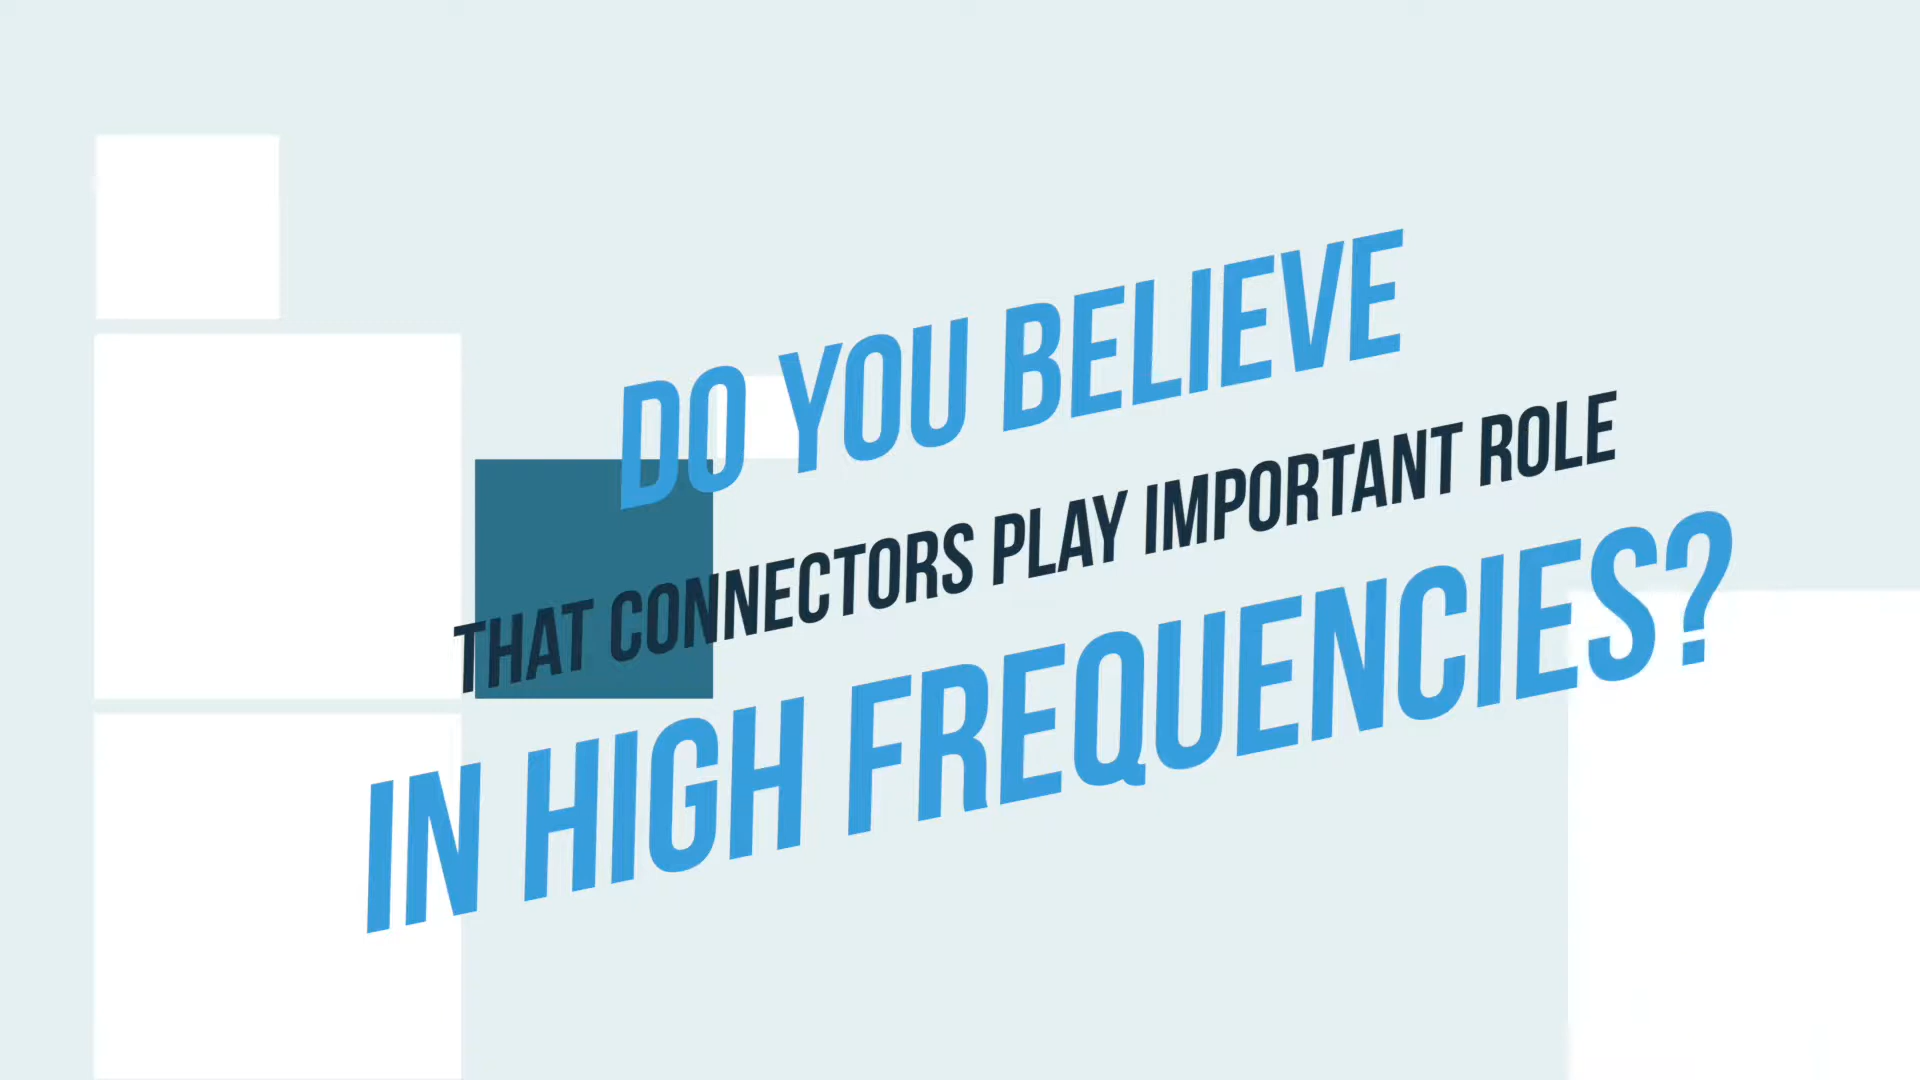 DO YOU BELIEVE
THAT CONNECTORS PLAY IMPORTANT ROLE
IN HIGH FREQUENCIES?